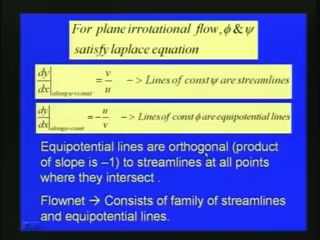 For plane irrotational flow, ϕ & ψ
satisfy laplace equation
dy/dx|along ψ=const = v/u −> Lines of const ψ are streamlines
dy/dx|along φ=const = − u/v −> Lines of const ϕ are equipotential lines
Equipotential lines are orthogonal (product
of slope is –1) to streamlines at all points
where they intersect .
Flownet → Consists of family of streamlines
and equipotential lines.